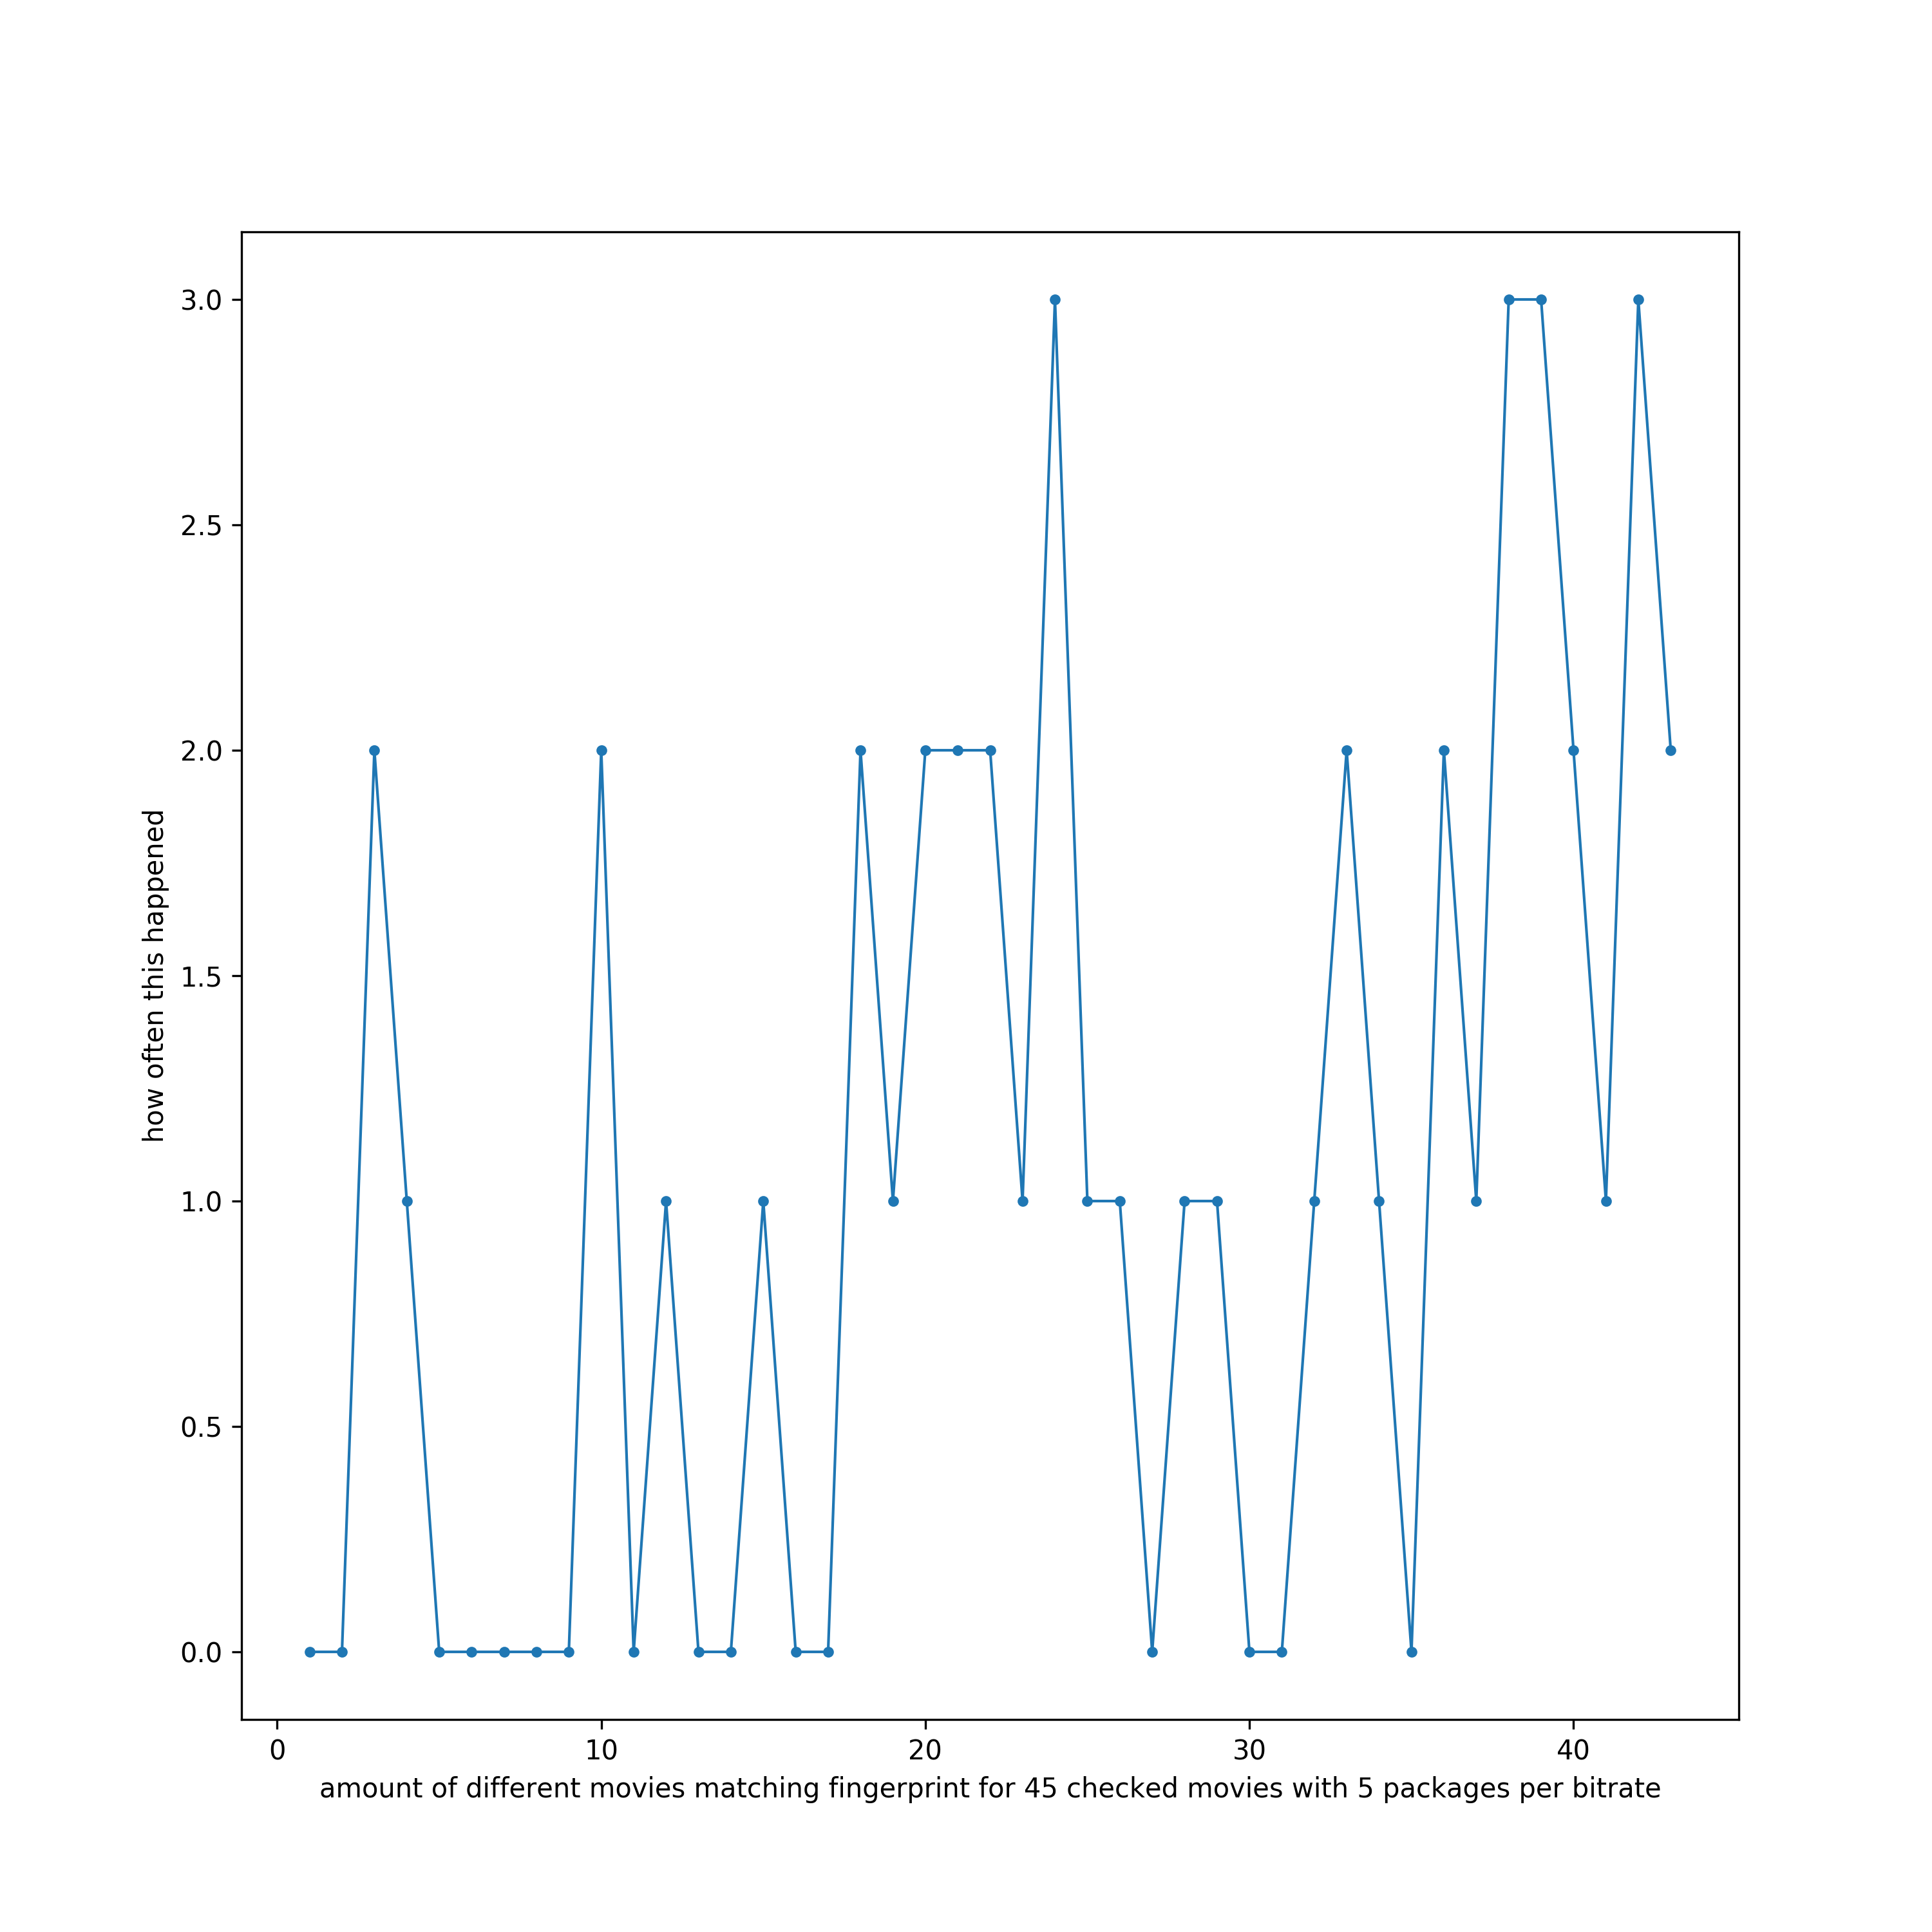 3.0
2.5
2.0
1.5
1.0
0.5
0.0
how often this happened
0 10 20 30 40
amount of different movies matching fingerprint for 45 checked movies with 5 packages per bitrate